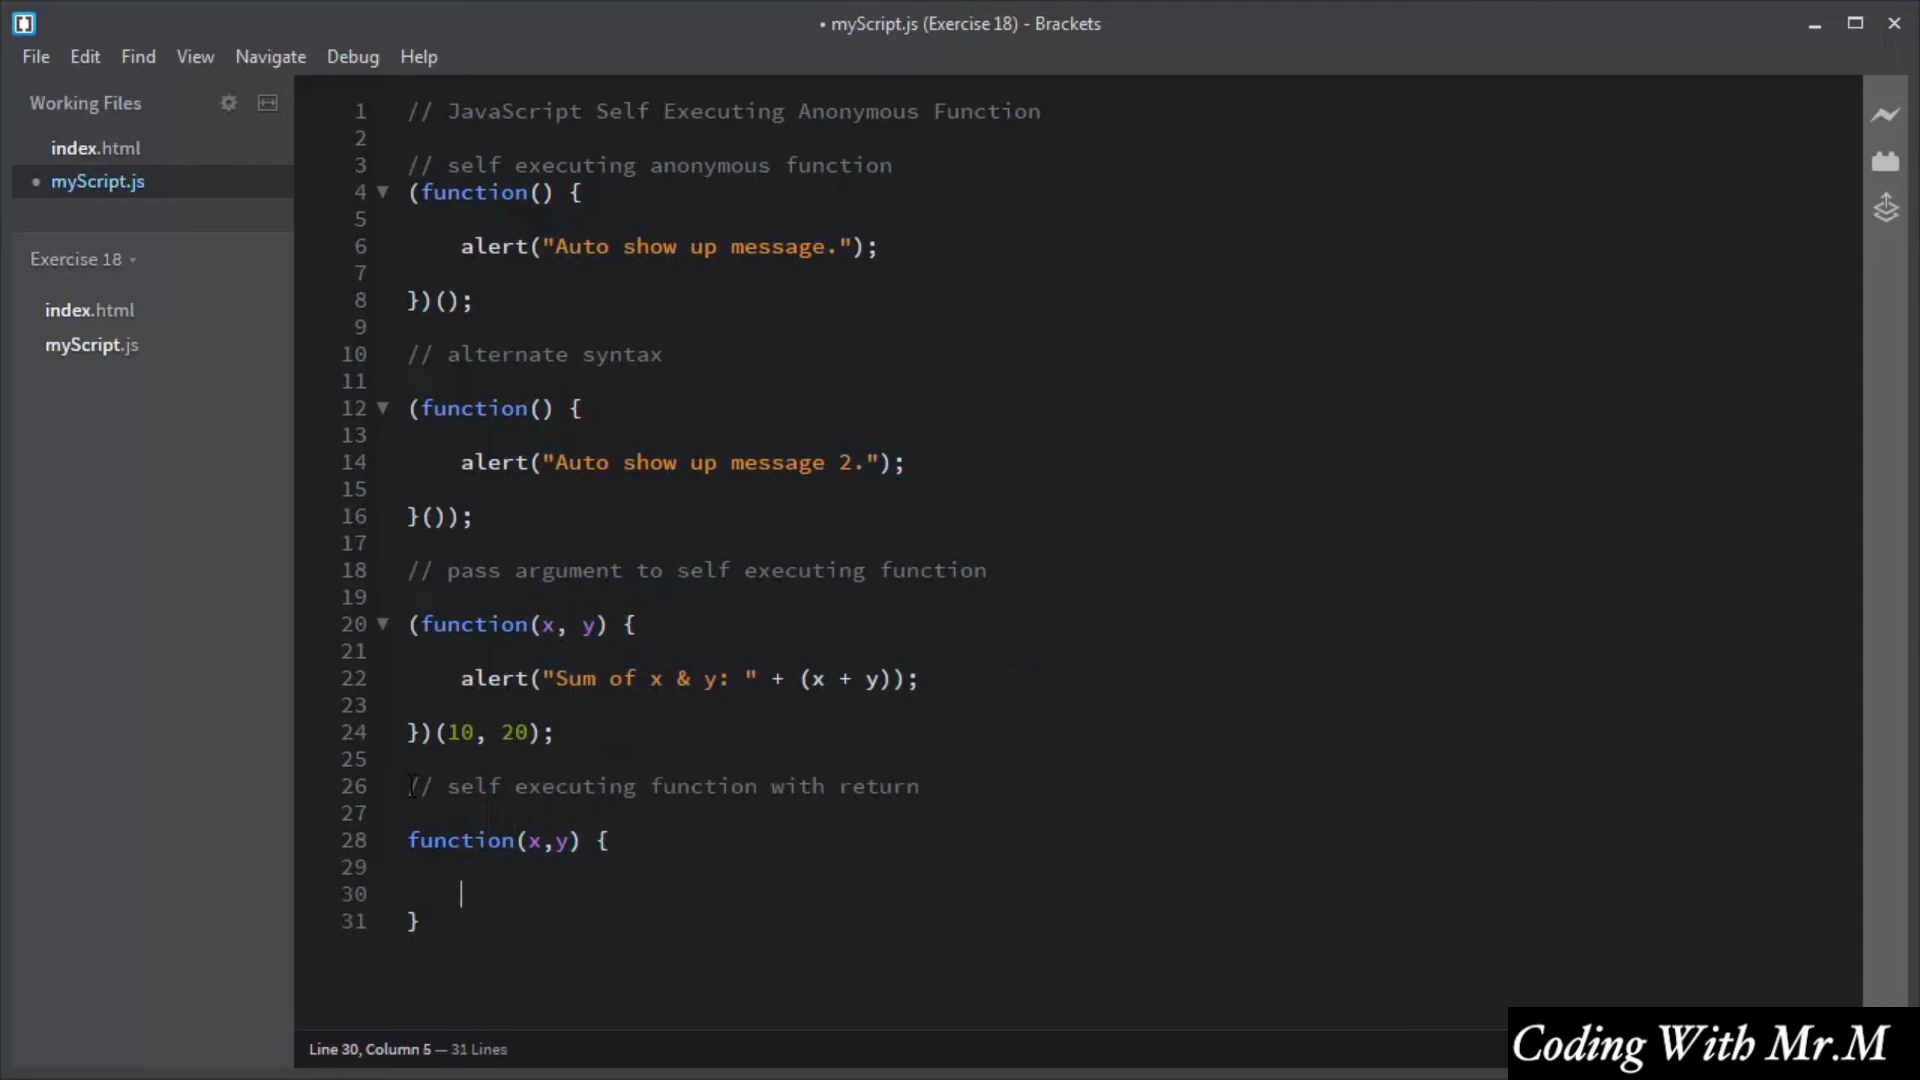 • myScript.js (Exercise 18) - Brackets
File Edit Find View Navigate Debug Help
Working Files
index.html
• myScript.js
Exercise 18
index.html
myScript.js
1 // JavaScript Self Executing Anonymous Function
2
3 // self executing anonymous function
4 (function() {
5
6     alert("Auto show up message.");
7
8 })();
9
10 // alternate syntax
11
12 (function() {
13
14     alert("Auto show up message 2.");
15
16 }());
17
18 // pass argument to self executing function
19
20 (function(x, y) {
21
22     alert("Sum of x & y: " + (x + y));
23
24 })(10, 20);
25
26 // self executing function with return
27
28 function(x,y) {
29
30
31 }
Line 30, Column 5 — 31 Lines
Coding With Mr.M